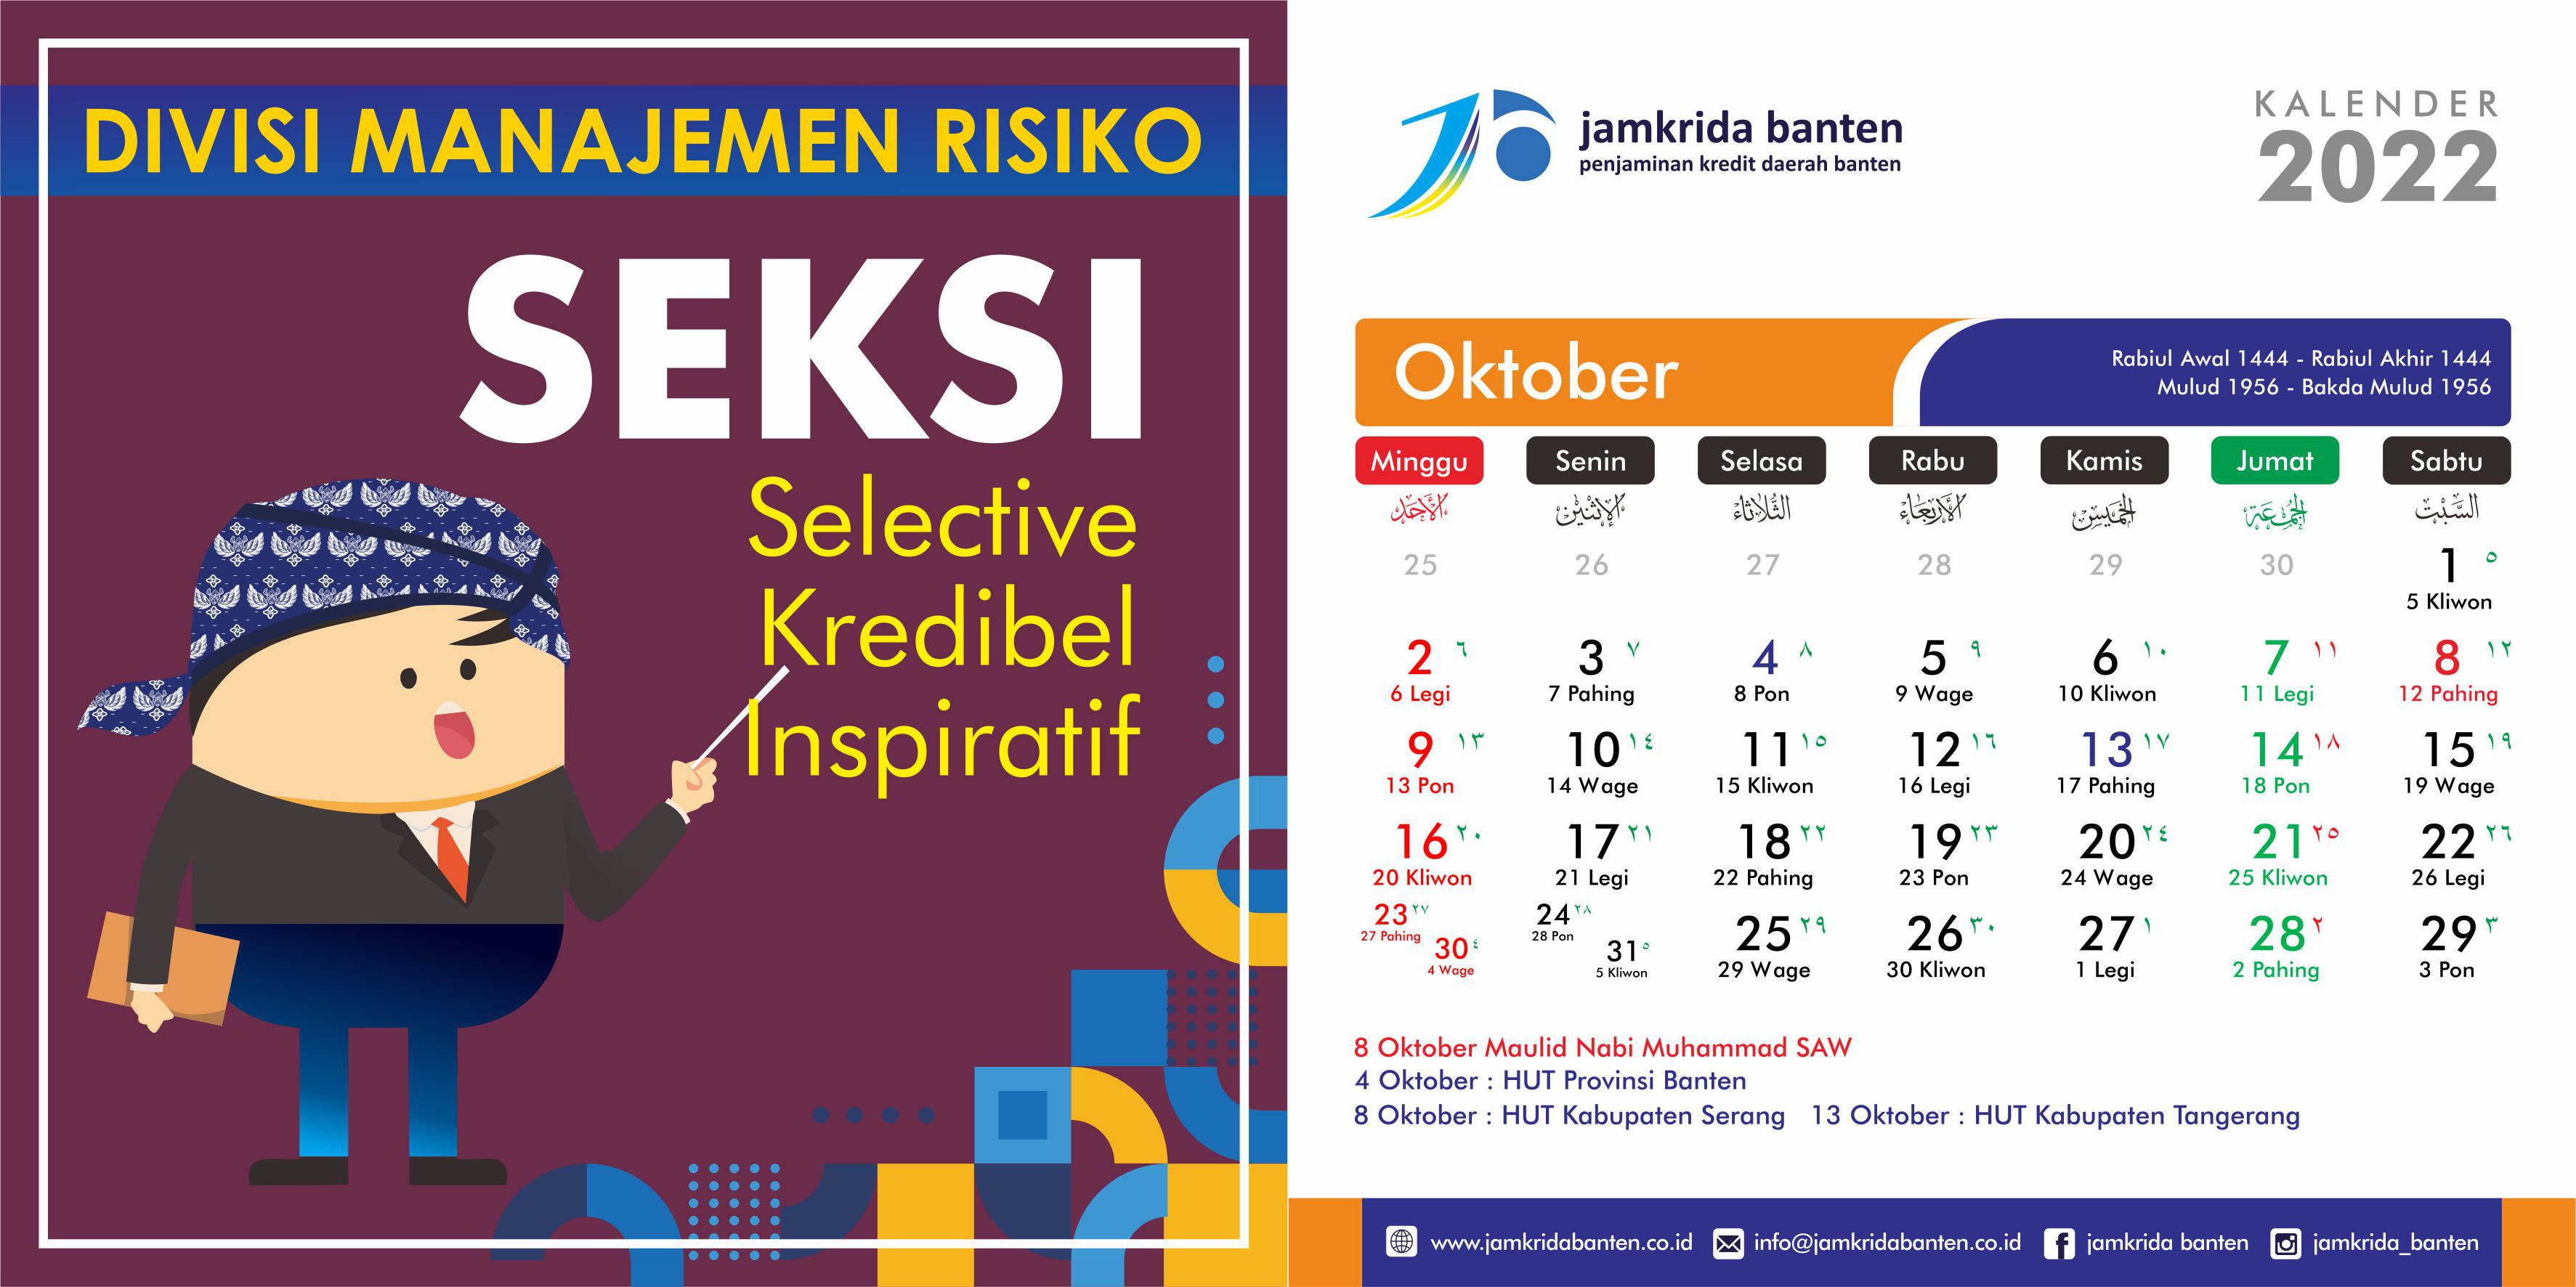 DIVISI MANAJEMEN RISIKO
SEKSI
Selective
Kredibel
Inspiratif
jamkrida banten
penjaminan kredit daerah banten
KALENDER
2022
Oktober
Rabiul Awal 1444 - Rabiul Akhir 1444
Mulud 1956 - Bakda Mulud 1956
Minggu Senin Selasa Rabu Kamis Jumat Sabtu
الأَحَد الإِثْنَيْن الثُّلَاثَاء الأَرْبِعَاء الخَمِيْس الجُمُعَة السَّبْت
25 26 27 28 29 30 1 ٥
5 Kliwon
2 ٦ 3 ٧ 4 ٨ 5 ٩ 6 ١٠ 7 ١١ 8 ١٢
6 Legi 7 Pahing 8 Pon 9 Wage 10 Kliwon 11 Legi 12 Pahing
9 ١٣ 10 ١٤ 11 ١٥ 12 ١٦ 13 ١٧ 14 ١٨ 15 ١٩
13 Pon 14 Wage 15 Kliwon 16 Legi 17 Pahing 18 Pon 19 Wage
16 ٢٠ 17 ٢١ 18 ٢٢ 19 ٢٣ 20 ٢٤ 21 ٢٥ 22 ٢٦
20 Kliwon 21 Legi 22 Pahing 23 Pon 24 Wage 25 Kliwon 26 Legi
23 ٢٧ 24 ٢٨ 25 ٢٩ 26 ٣٠ 27 ١ 28 ٢ 29 ٣
27 Pahing 28 Pon 29 Wage 30 Kliwon 1 Legi 2 Pahing 3 Pon
30 ٤ 31 ٥
4 Wage 5 Kliwon
8 Oktober Maulid Nabi Muhammad SAW
4 Oktober : HUT Provinsi Banten
8 Oktober : HUT Kabupaten Serang 13 Oktober : HUT Kabupaten Tangerang
www.jamkridabanten.co.id info@jamkridabanten.co.id jamkrida banten jamkrida_banten